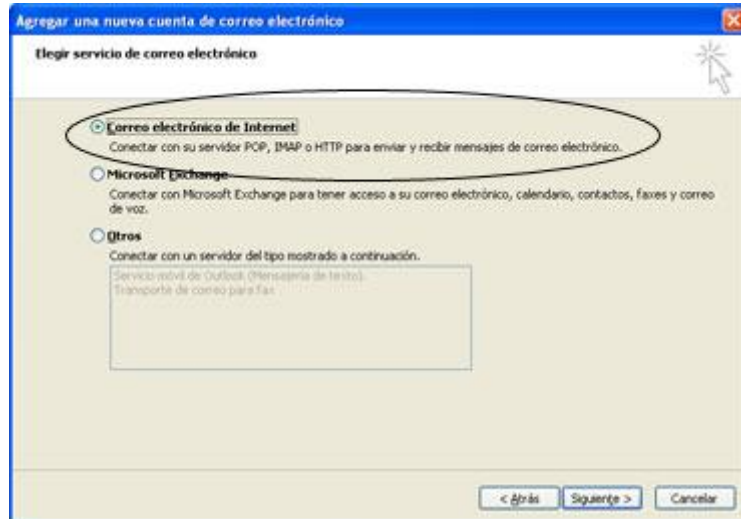 Agregar una nueva cuenta de correo electrónico
Elegir servicio de correo electrónico
Correo electrónico de Internet
Conectar con su servidor POP, IMAP o HTTP para enviar y recibir mensajes de correo electrónico.
Microsoft Exchange
Conectar con Microsoft Exchange para tener acceso a su correo electrónico, calendario, contactos, faxes y correo
de voz.
Otros
Conectar con un servidor del tipo mostrado a continuación.
Servicio móvil de Outlook (Mensajería de texto).
Transporte de correo para fax
< Atrás
Siguiente >
Cancelar